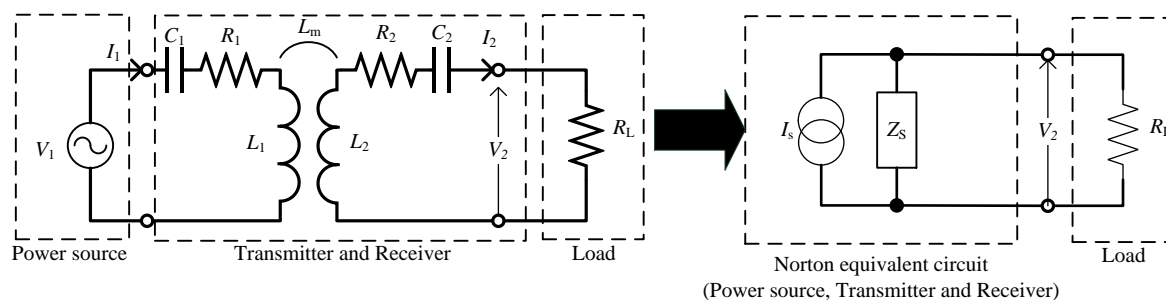 I1
C1
R1
Lm
R2
C2
I2
V1
L1
L2
V2
RL
Power source
Transmitter and Receiver
Load
Is
ZS
V2
RL
Norton equivalent circuit
(Power source, Transmitter and Receiver)
Load